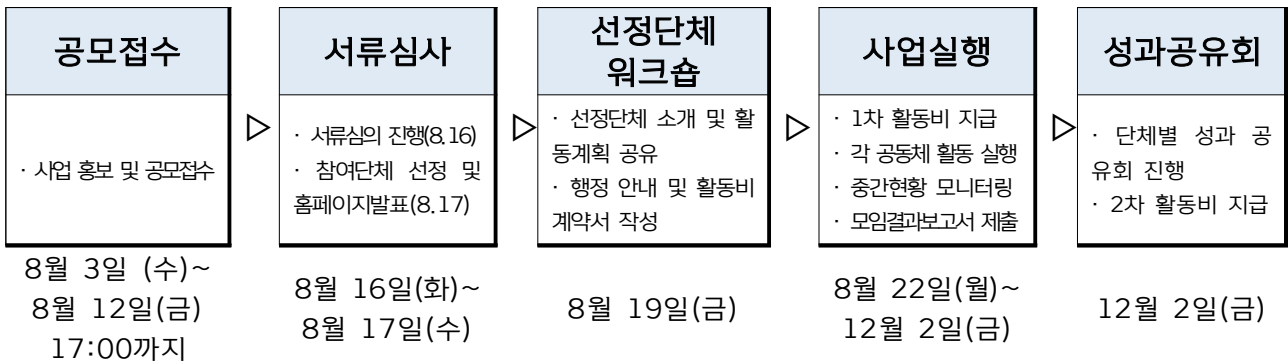 공모접수
· 사업 홍보 및 공모접수
8월 3일 (수)~
8월 12일(금)
17:00까지
▷
서류심사
· 서류심의 진행(8.16)
· 참여단체 선정 및
홈페이지발표(8.17)
8월 16일(화)~
8월 17일(수)
▷
선정단체
워크숍
· 선정단체 소개 및 활
동계획 공유
· 행정 안내 및 활동비
계약서 작성
8월 19일(금)
▷
사업실행
· 1차 활동비 지급
· 각 공동체 활동 실행
· 중간현황 모니터링
· 모임결과보고서 제출
8월 22일(월)~
12월 2일(금)
▷
성과공유회
· 단체별 성과 공
유회 진행
· 2차 활동비 지급
12월 2일(금)